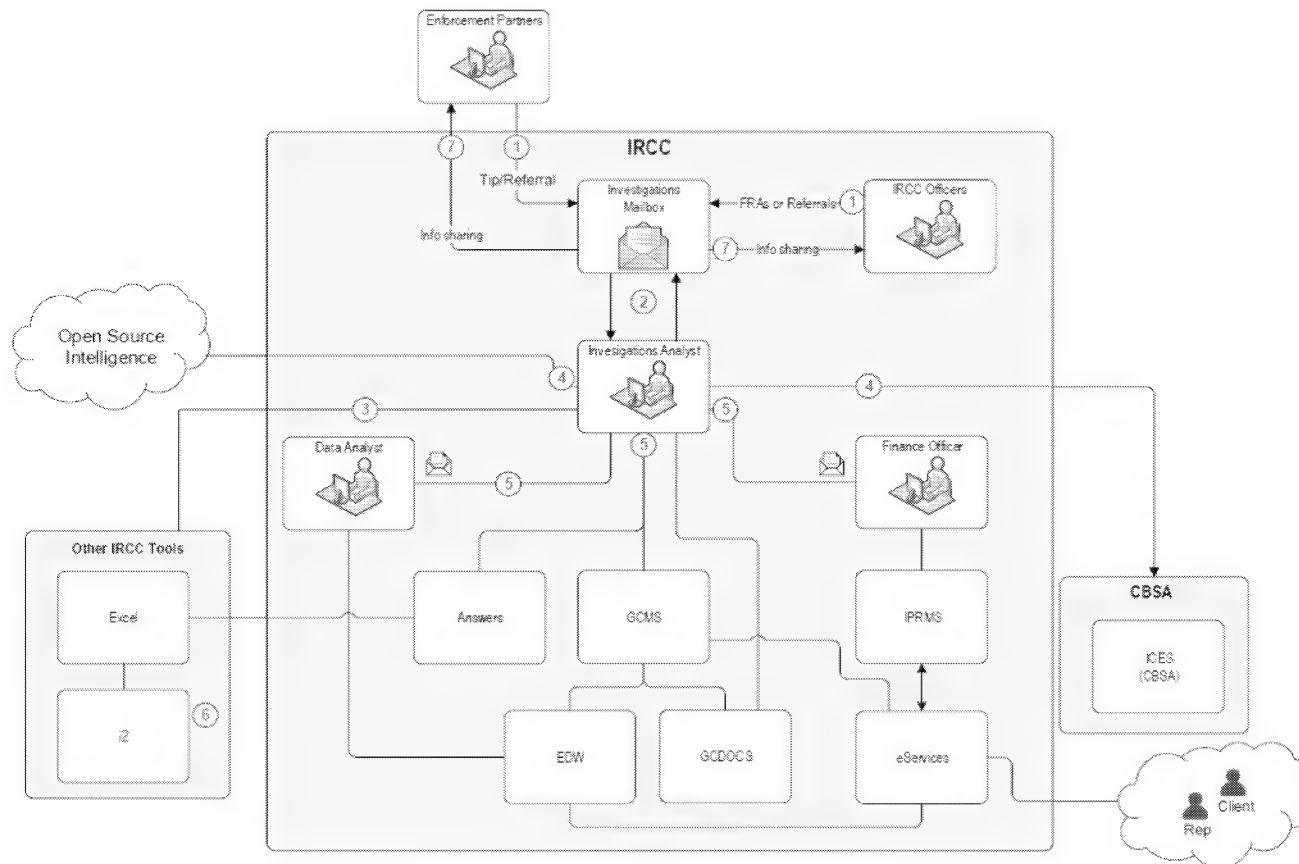 Enforcement Partners
7
1
IRCC
Tip/Referral
Investigations
Mailbox
FRAs or Referrals
1
IRCC Officers
Info sharing
7
Info sharing
2
Open Source
Intelligence
Invesigations Analyst
4
4
3
5
5
Data Analyst
5
Finance Officer
Other IRCC Tools
Excel
Answers
GCMS
IPRMS
CBSA
ICES
(CBSA)
i2
6
EDW
GCDOCS
eServices
Client
Rep